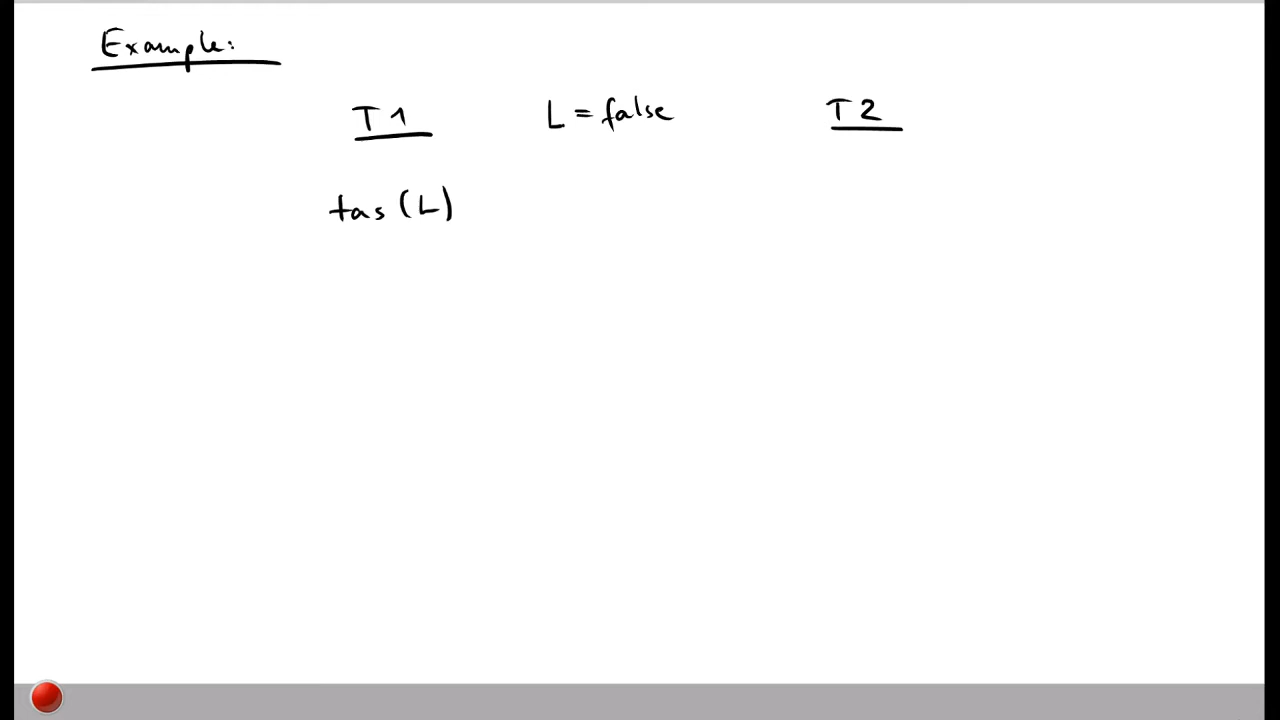 Example:
T1 L = false T2
tas (L)